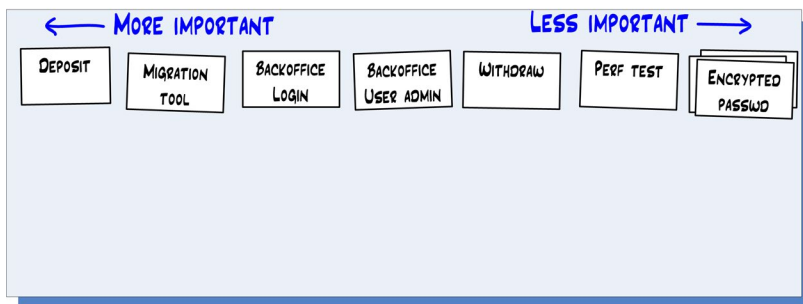 MORE IMPORTANT
LESS IMPORTANT
DEPOSIT
MIGRATION
TOOL
BACKOFFICE
LOGIN
BACKOFFICE
USER ADMIN
WITHDRAW
PERF TEST
ENCRYPTED
PASSWD